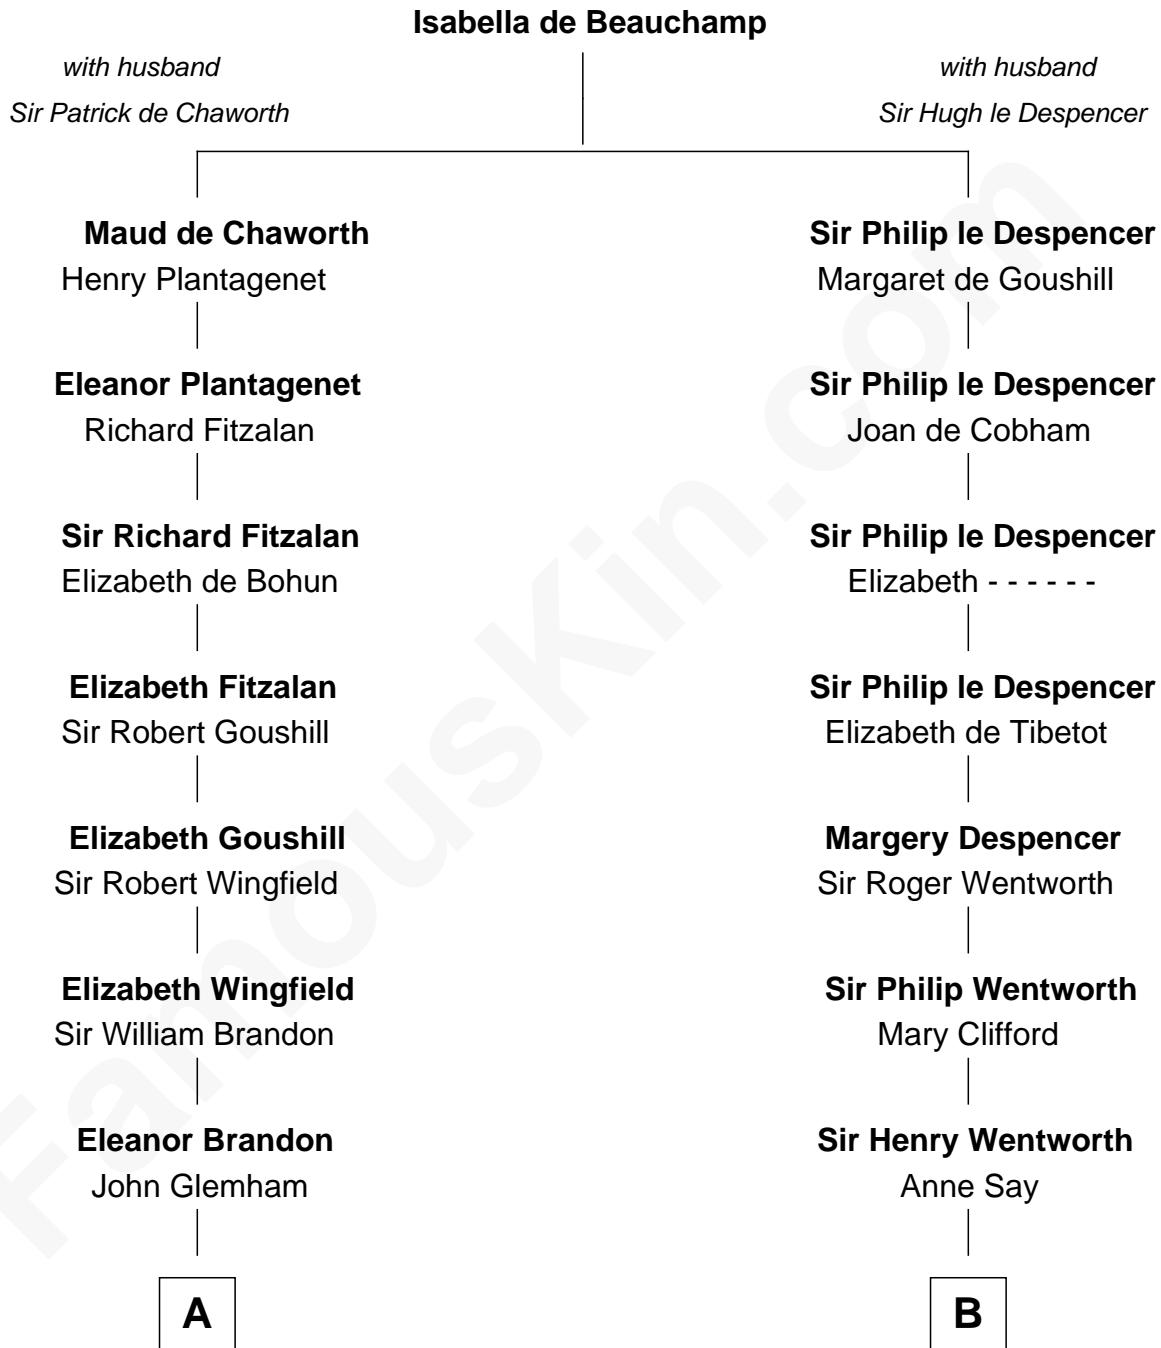 Isabella de Beauchamp
with husband
Sir Patrick de Chaworth
with husband
Sir Hugh le Despencer
Maud de Chaworth
Henry Plantagenet
Sir Philip le Despencer
Margaret de Goushill
Eleanor Plantagenet
Richard Fitzalan
Sir Philip le Despencer
Joan de Cobham
Sir Richard Fitzalan
Elizabeth de Bohun
Sir Philip le Despencer
Elizabeth - - - - - -
Elizabeth Fitzalan
Sir Robert Goushill
Sir Philip le Despencer
Elizabeth de Tibetot
Elizabeth Goushill
Sir Robert Wingfield
Margery Despencer
Sir Roger Wentworth
Elizabeth Wingfield
Sir William Brandon
Sir Philip Wentworth
Mary Clifford
Eleanor Brandon
John Glemham
Sir Henry Wentworth
Anne Say
A
B
FamousKin.com